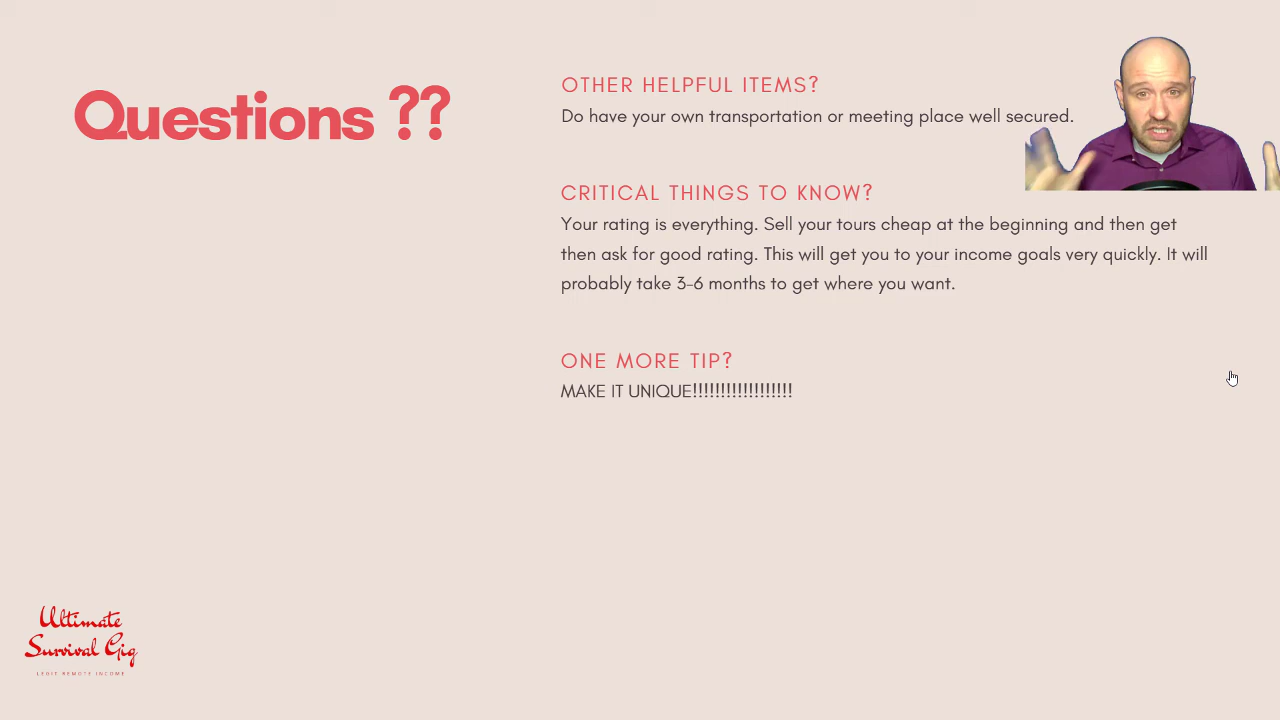 Questions ??
OTHER HELPFUL ITEMS?
Do have your own transportation or meeting place well secured.
CRITICAL THINGS TO KNOW?
Your rating is everything. Sell your tours cheap at the beginning and then get
then ask for good rating. This will get you to your income goals very quickly. It will
probably take 3-6 months to get where you want.
ONE MORE TIP?
MAKE IT UNIQUE!!!!!!!!!!!!!!!!!!
Ultimate
Survival Gig
LEGIT REMOTE INCOME